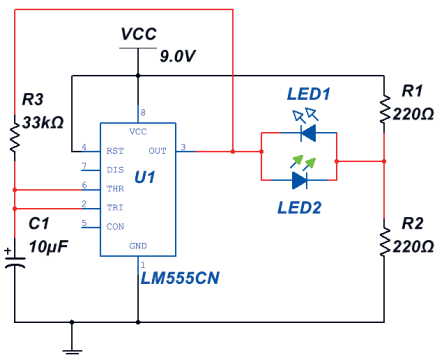 VCC
9.0V
R3
33kΩ
LED1
R1
220Ω
8
VCC
4
RST
OUT
3
7
DIS
U1
6
THR
2
TRI
5
CON
LED2
C1
10µF
+
R2
220Ω
GND
1
LM555CN